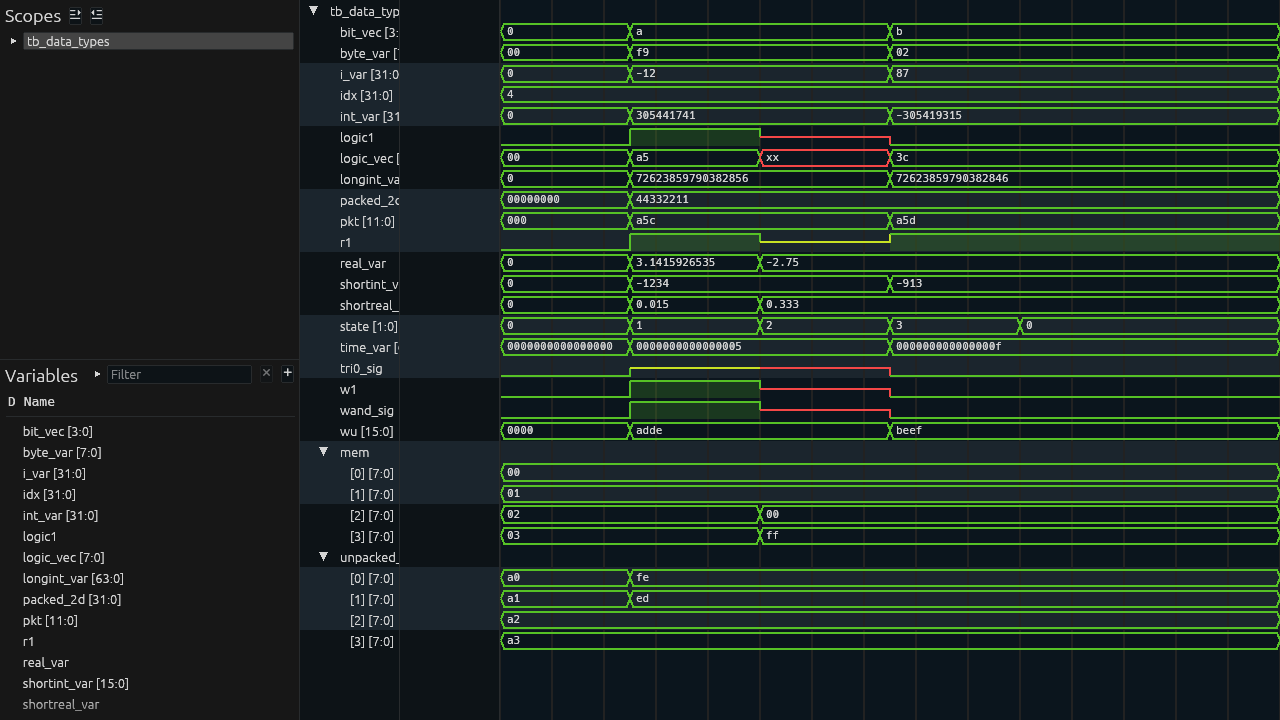 Scopes
tb_data_types
Variables
Filter
D Name
bit_vec [3:0]
byte_var [7:0]
i_var [31:0]
idx [31:0]
int_var [31:0]
logic1
logic_vec [7:0]
longint_var [63:0]
packed_2d [31:0]
pkt [11:0]
r1
real_var
shortint_var [15:0]
shortreal_var
tb_data_typ
bit_vec [3: 0 a b
byte_var [ 00 f9 02
i_var [31:0 0 -12 87
idx [31:0] 4
int_var [31 0 305441741 -305419315
logic1
logic_vec [ 00 a5 xx 3c
longint_va 0 72623859790382856 72623859790382846
packed_2d 00000000 44332211
pkt [11:0] 000 a5c a5d
r1
real_var 0 3.1415926535 -2.75
shortint_v 0 -1234 -913
shortreal_ 0 0.015 0.333
state [1:0] 0 1 2 3 0
time_var [ 0000000000000000 0000000000000005 000000000000000f
tri0_sig
w1
wand_sig
wu [15:0] 0000 adde beef
mem
[0] [7:0] 00
[1] [7:0] 01
[2] [7:0] 02 00
[3] [7:0] 03 ff
unpacked_
[0] [7:0] a0 fe
[1] [7:0] a1 ed
[2] [7:0] a2
[3] [7:0] a3